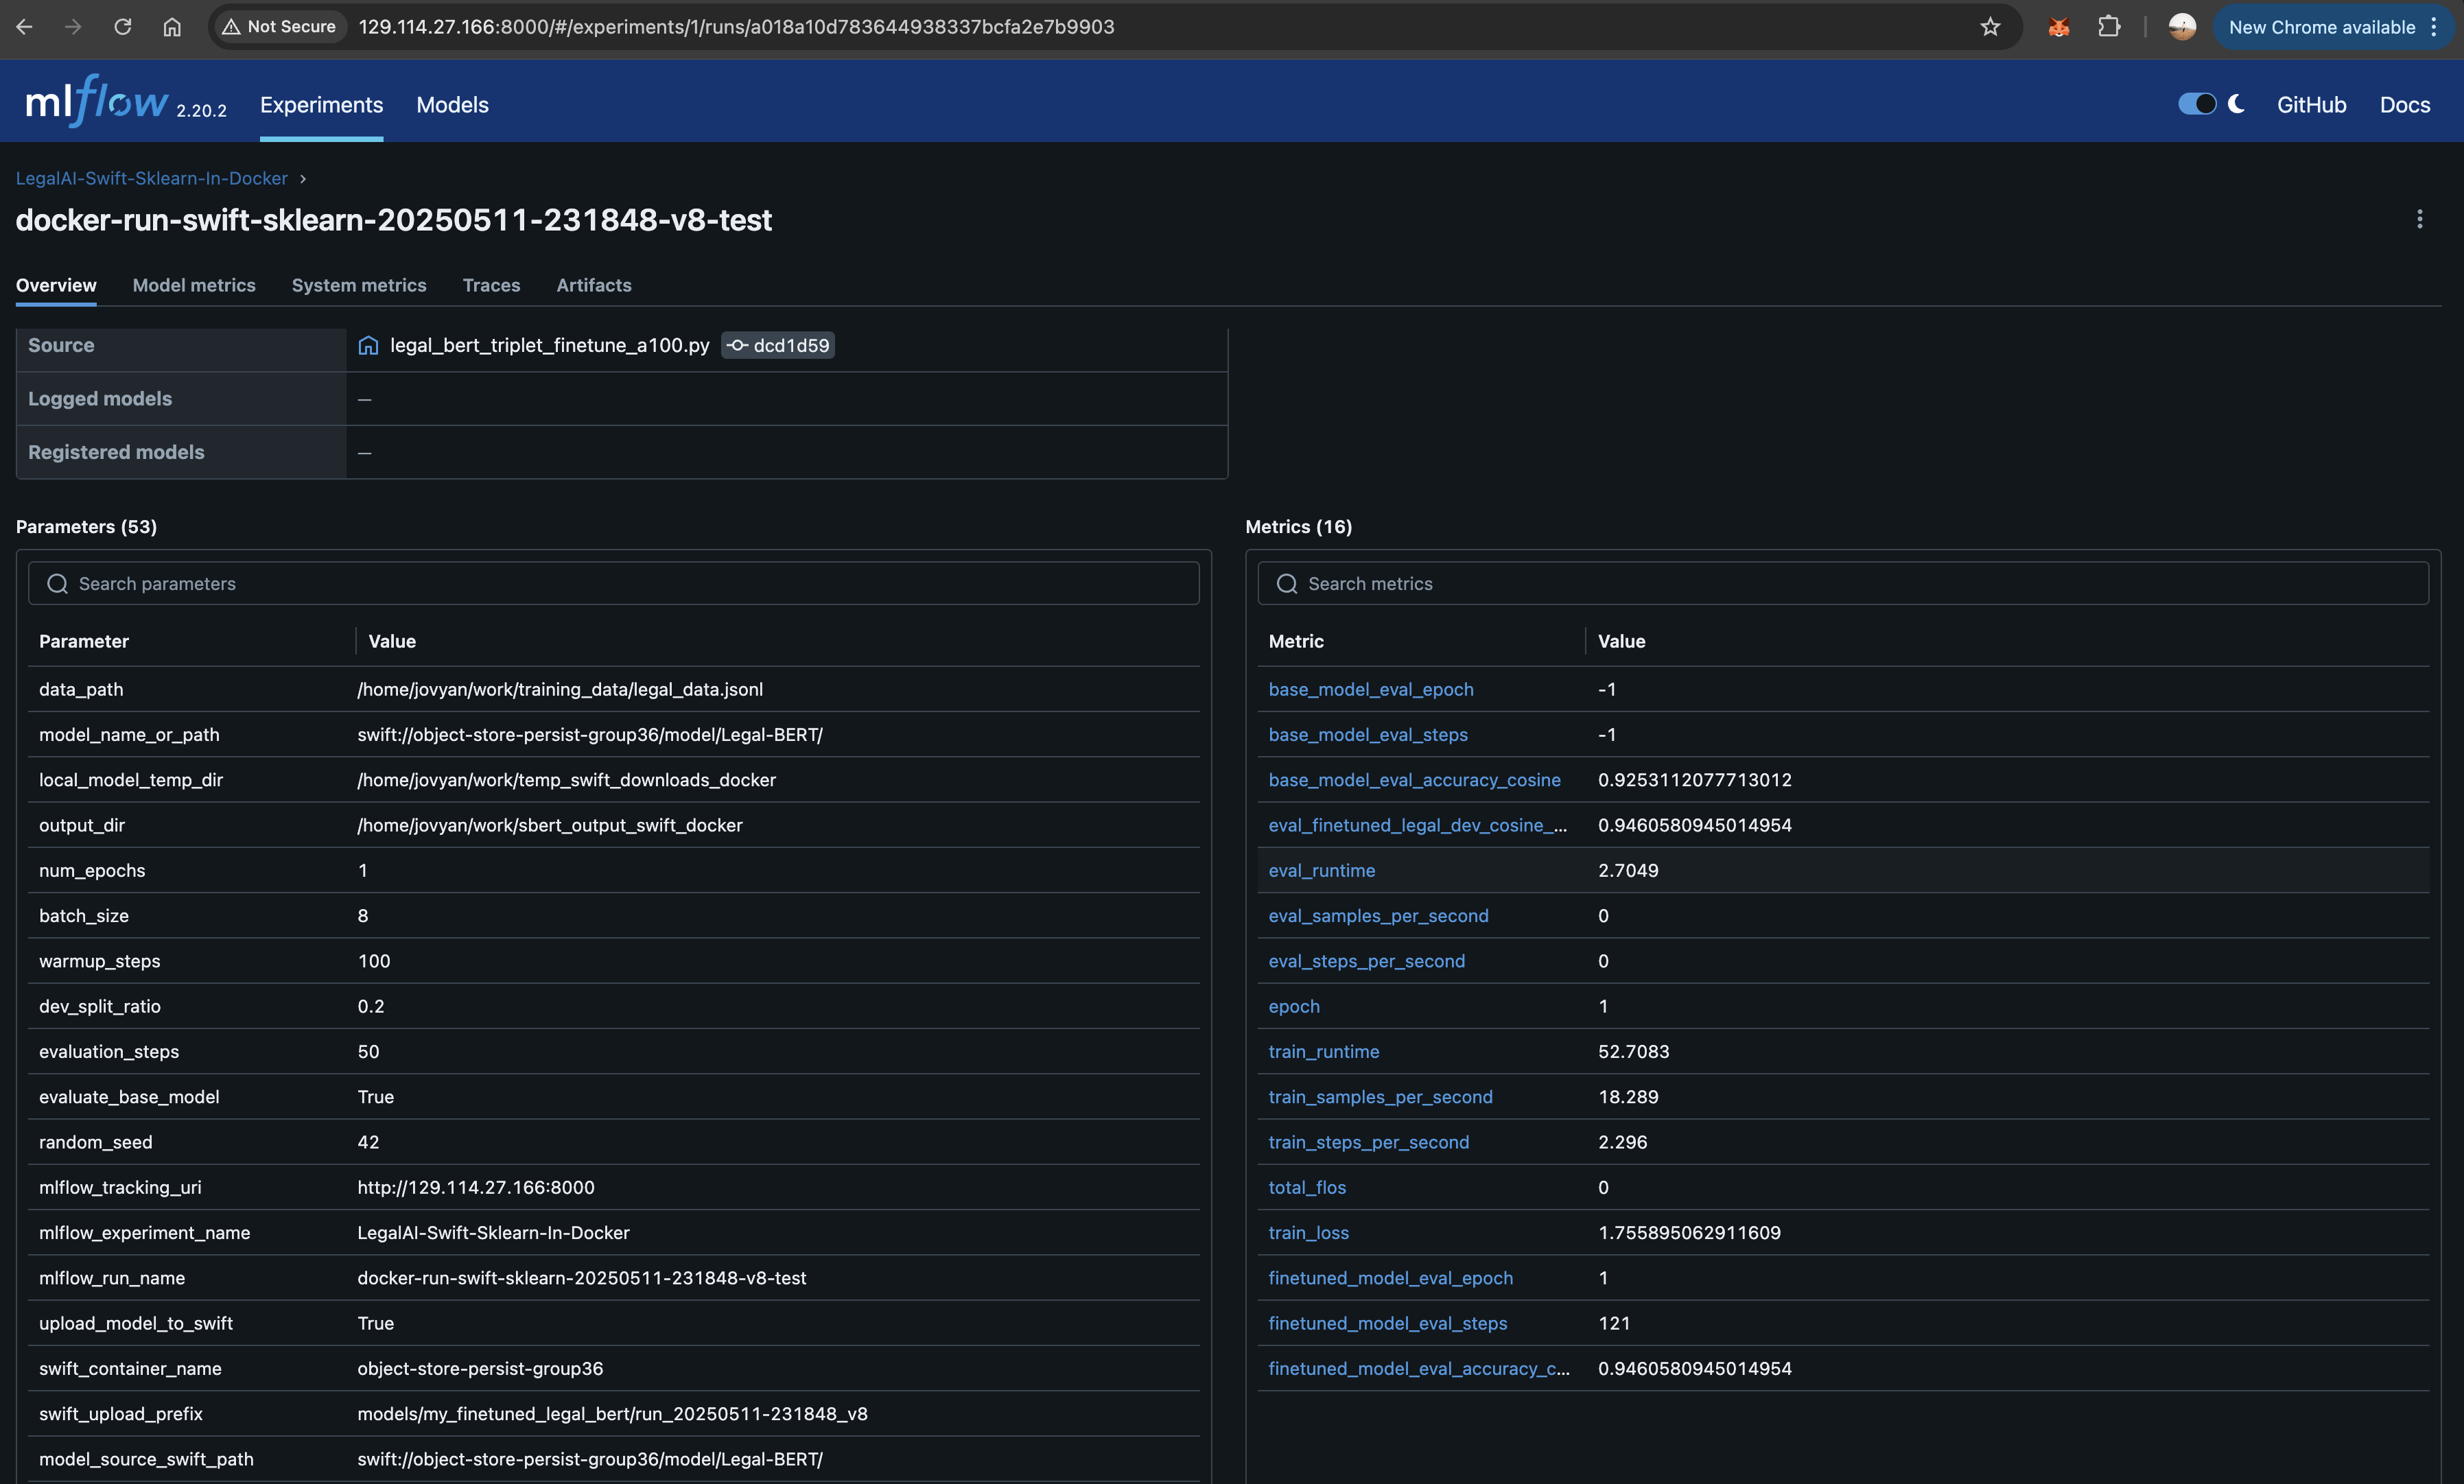 Not Secure 129.114.27.166:8000/#/experiments/1/runs/a018a10d783644938337bcfa2e7b9903 New Chrome available
mlflow 2.20.2 Experiments Models GitHub Docs
LegalAI-Swift-Sklearn-In-Docker ›
docker-run-swift-sklearn-20250511-231848-v8-test
Overview Model metrics System metrics Traces Artifacts
Source legal_bert_triplet_finetune_a100.py dcd1d59
Logged models —
Registered models —
Parameters (53)
Search parameters
Parameter Value
data_path /home/jovyan/work/training_data/legal_data.jsonl
model_name_or_path swift://object-store-persist-group36/model/Legal-BERT/
local_model_temp_dir /home/jovyan/work/temp_swift_downloads_docker
output_dir /home/jovyan/work/sbert_output_swift_docker
num_epochs 1
batch_size 8
warmup_steps 100
dev_split_ratio 0.2
evaluation_steps 50
evaluate_base_model True
random_seed 42
mlflow_tracking_uri http://129.114.27.166:8000
mlflow_experiment_name LegalAI-Swift-Sklearn-In-Docker
mlflow_run_name docker-run-swift-sklearn-20250511-231848-v8-test
upload_model_to_swift True
swift_container_name object-store-persist-group36
swift_upload_prefix models/my_finetuned_legal_bert/run_20250511-231848_v8
model_source_swift_path swift://object-store-persist-group36/model/Legal-BERT/
Metrics (16)
Search metrics
Metric Value
base_model_eval_epoch -1
base_model_eval_steps -1
base_model_eval_accuracy_cosine 0.9253112077713012
eval_finetuned_legal_dev_cosine_... 0.9460580945014954
eval_runtime 2.7049
eval_samples_per_second 0
eval_steps_per_second 0
epoch 1
train_runtime 52.7083
train_samples_per_second 18.289
train_steps_per_second 2.296
total_flos 0
train_loss 1.755895062911609
finetuned_model_eval_epoch 1
finetuned_model_eval_steps 121
finetuned_model_eval_accuracy_c... 0.9460580945014954